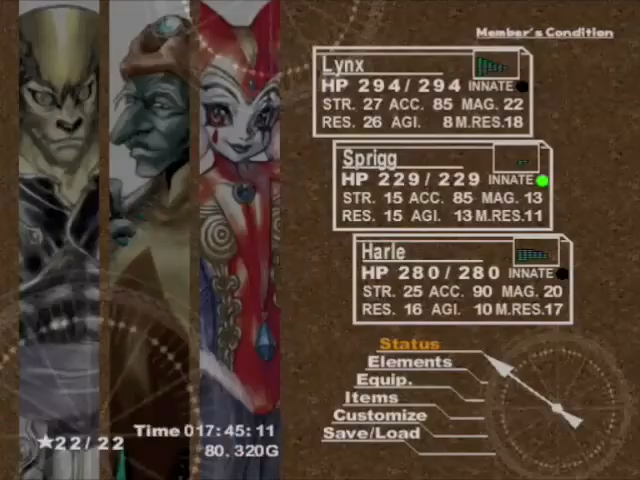 Member's Condition
Lynx
HP 294/294 INNATE
STR. 27 ACC. 85 MAG. 22
RES. 26 AGI. 8 M.RES.18
Sprigg
HP 229/229 INNATE
STR. 15 ACC. 85 MAG. 13
RES. 15 AGI. 13 M.RES.11
Harle
HP 280/280 INNATE
STR. 25 ACC. 90 MAG. 20
RES. 16 AGI. 10 M.RES.17
Status
Elements
Equip.
Items
Customize
Save/Load
★22/22
Time 017:45:11
80.320G